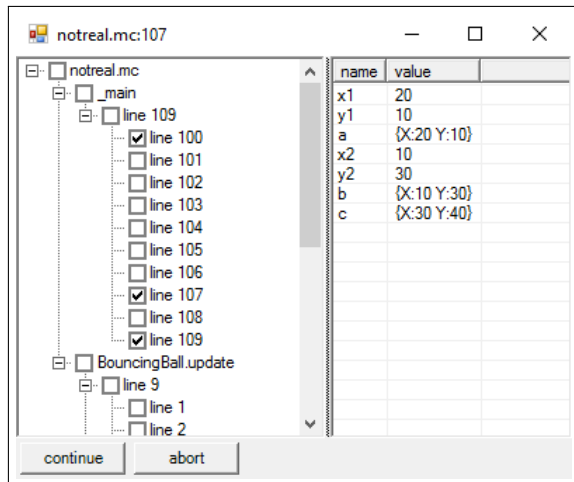 notreal.mc:107
notreal.mc
_main
line 109
line 100
line 101
line 102
line 103
line 104
line 105
line 106
line 107
line 108
line 109
BouncingBall.update
line 9
line 1
line 2
name value
x1 20
y1 10
a {X:20 Y:10}
x2 10
y2 30
b {X:10 Y:30}
c {X:30 Y:40}
continue abort